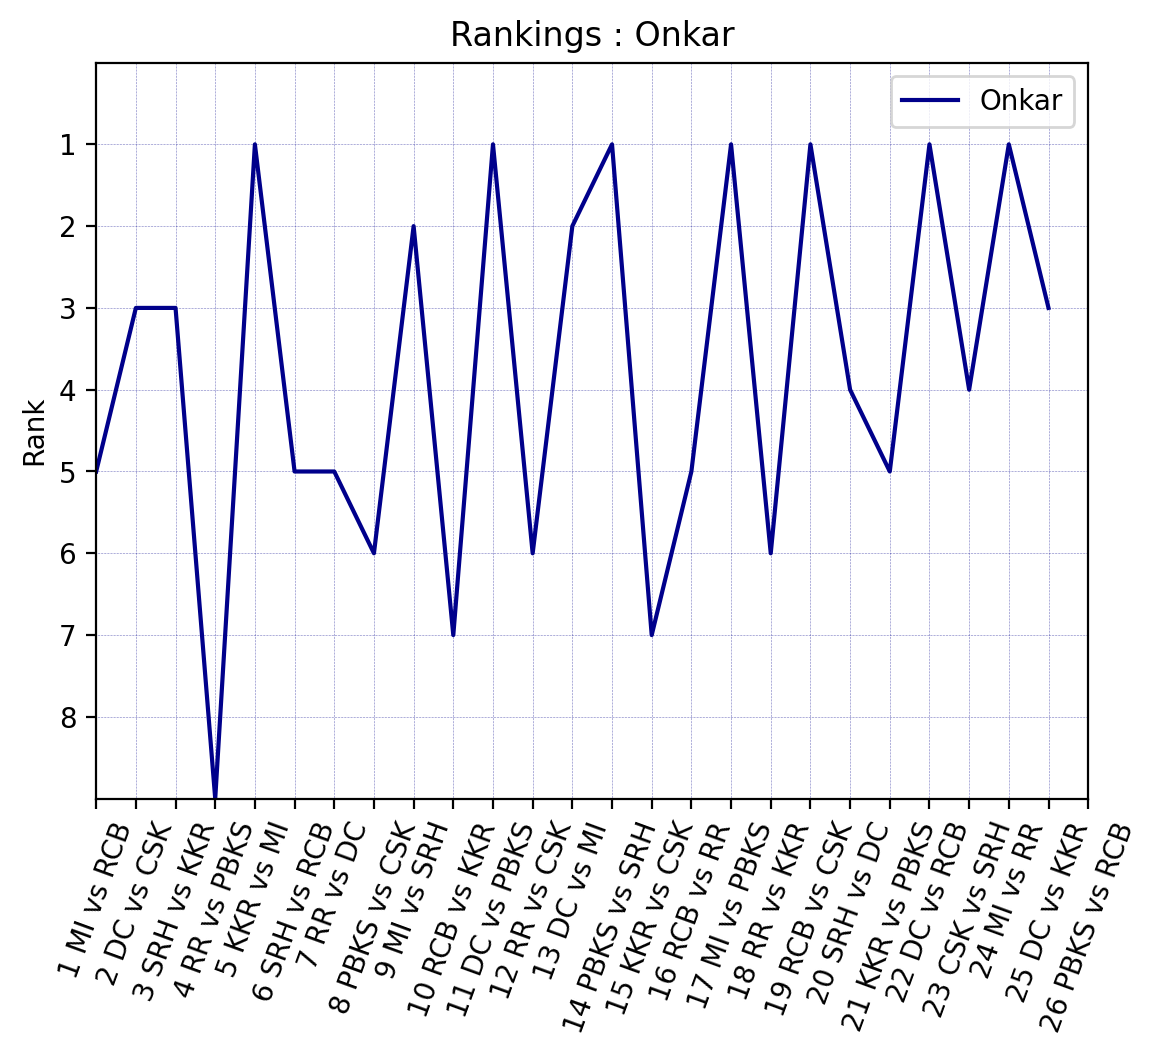 Rankings : Onkar
Onkar
Rank
1
2
3
4
5
6
7
8
1 MI vs RCB
2 DC vs CSK
3 SRH vs KKR
4 RR vs PBKS
5 KKR vs MI
6 SRH vs RCB
7 RR vs DC
8 PBKS vs CSK
9 MI vs SRH
10 RCB vs KKR
11 DC vs PBKS
12 RR vs CSK
13 DC vs MI
14 PBKS vs SRH
15 KKR vs CSK
16 RCB vs RR
17 MI vs PBKS
18 RR vs KKR
19 RCB vs CSK
20 SRH vs DC
21 KKR vs PBKS
22 DC vs RCB
23 CSK vs SRH
24 MI vs RR
25 DC vs KKR
26 PBKS vs RCB